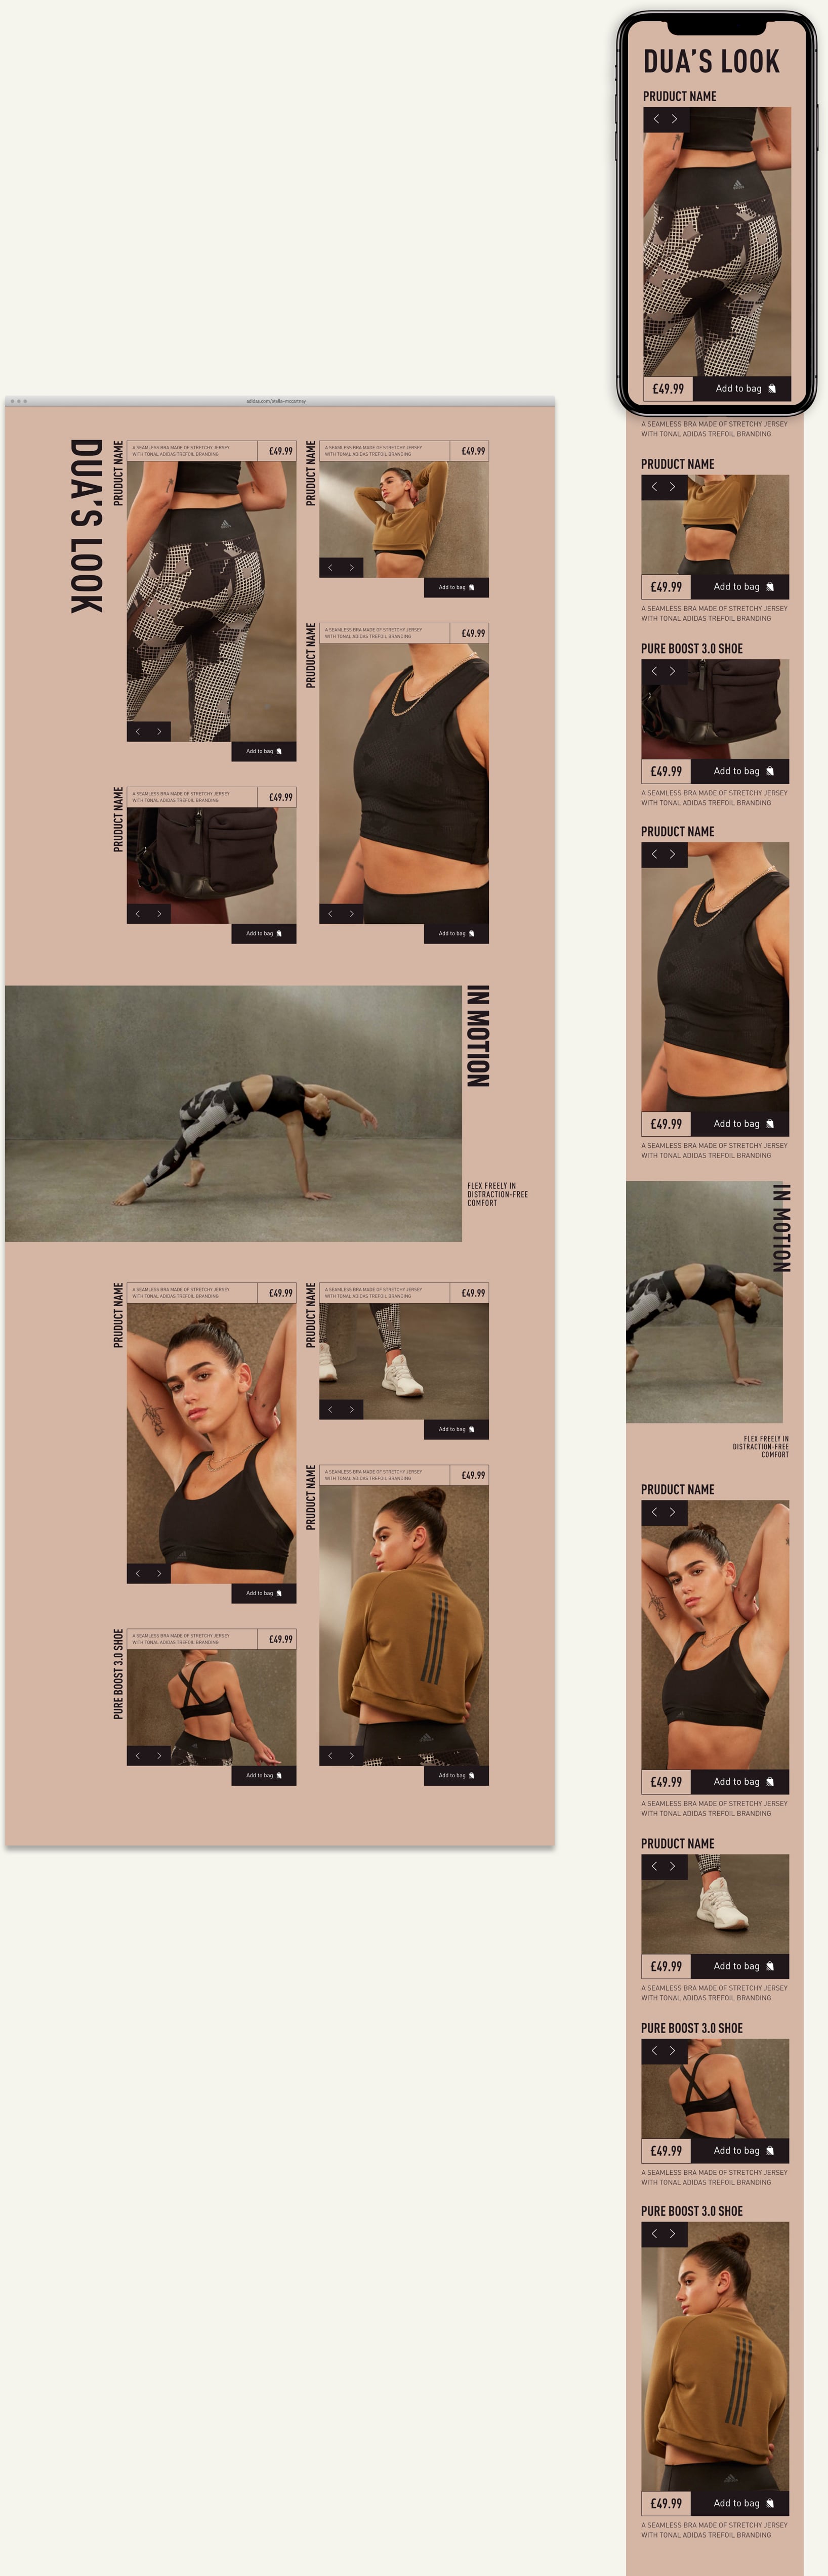 DUA'S LOOK
PRUDUCT NAME
£49.99
Add to bag
A SEAMLESS BRA MADE OF STRETCHY JERSEY
WITH TONAL ADIDAS TREFOIL BRANDING
PRUDUCT NAME
£49.99
Add to bag
A SEAMLESS BRA MADE OF STRETCHY JERSEY
WITH TONAL ADIDAS TREFOIL BRANDING
PURE BOOST 3.0 SHOE
£49.99
Add to bag
A SEAMLESS BRA MADE OF STRETCHY JERSEY
WITH TONAL ADIDAS TREFOIL BRANDING
PRUDUCT NAME
£49.99
Add to bag
A SEAMLESS BRA MADE OF STRETCHY JERSEY
WITH TONAL ADIDAS TREFOIL BRANDING
IN MOTION
FLEX FREELY IN
DISTRACTION-FREE
COMFORT
PRUDUCT NAME
£49.99
Add to bag
A SEAMLESS BRA MADE OF STRETCHY JERSEY
WITH TONAL ADIDAS TREFOIL BRANDING
PRUDUCT NAME
£49.99
Add to bag
A SEAMLESS BRA MADE OF STRETCHY JERSEY
WITH TONAL ADIDAS TREFOIL BRANDING
PURE BOOST 3.0 SHOE
£49.99
Add to bag
A SEAMLESS BRA MADE OF STRETCHY JERSEY
WITH TONAL ADIDAS TREFOIL BRANDING
PURE BOOST 3.0 SHOE
£49.99
Add to bag
A SEAMLESS BRA MADE OF STRETCHY JERSEY
WITH TONAL ADIDAS TREFOIL BRANDING
adidas.com/stella-mccartney
DUA'S LOOK
PRUDUCT NAME
A SEAMLESS BRA MADE OF STRETCHY JERSEY
WITH TONAL ADIDAS TREFOIL BRANDING
£49.99
Add to bag
PRUDUCT NAME
A SEAMLESS BRA MADE OF STRETCHY JERSEY
WITH TONAL ADIDAS TREFOIL BRANDING
£49.99
Add to bag
PRUDUCT NAME
A SEAMLESS BRA MADE OF STRETCHY JERSEY
WITH TONAL ADIDAS TREFOIL BRANDING
£49.99
Add to bag
PRUDUCT NAME
A SEAMLESS BRA MADE OF STRETCHY JERSEY
WITH TONAL ADIDAS TREFOIL BRANDING
£49.99
Add to bag
IN MOTION
FLEX FREELY IN
DISTRACTION-FREE
COMFORT
PRUDUCT NAME
A SEAMLESS BRA MADE OF STRETCHY JERSEY
WITH TONAL ADIDAS TREFOIL BRANDING
£49.99
Add to bag
PRUDUCT NAME
A SEAMLESS BRA MADE OF STRETCHY JERSEY
WITH TONAL ADIDAS TREFOIL BRANDING
£49.99
Add to bag
PRUDUCT NAME
A SEAMLESS BRA MADE OF STRETCHY JERSEY
WITH TONAL ADIDAS TREFOIL BRANDING
£49.99
Add to bag
PURE BOOST 3.0 SHOE
A SEAMLESS BRA MADE OF STRETCHY JERSEY
WITH TONAL ADIDAS TREFOIL BRANDING
£49.99
Add to bag